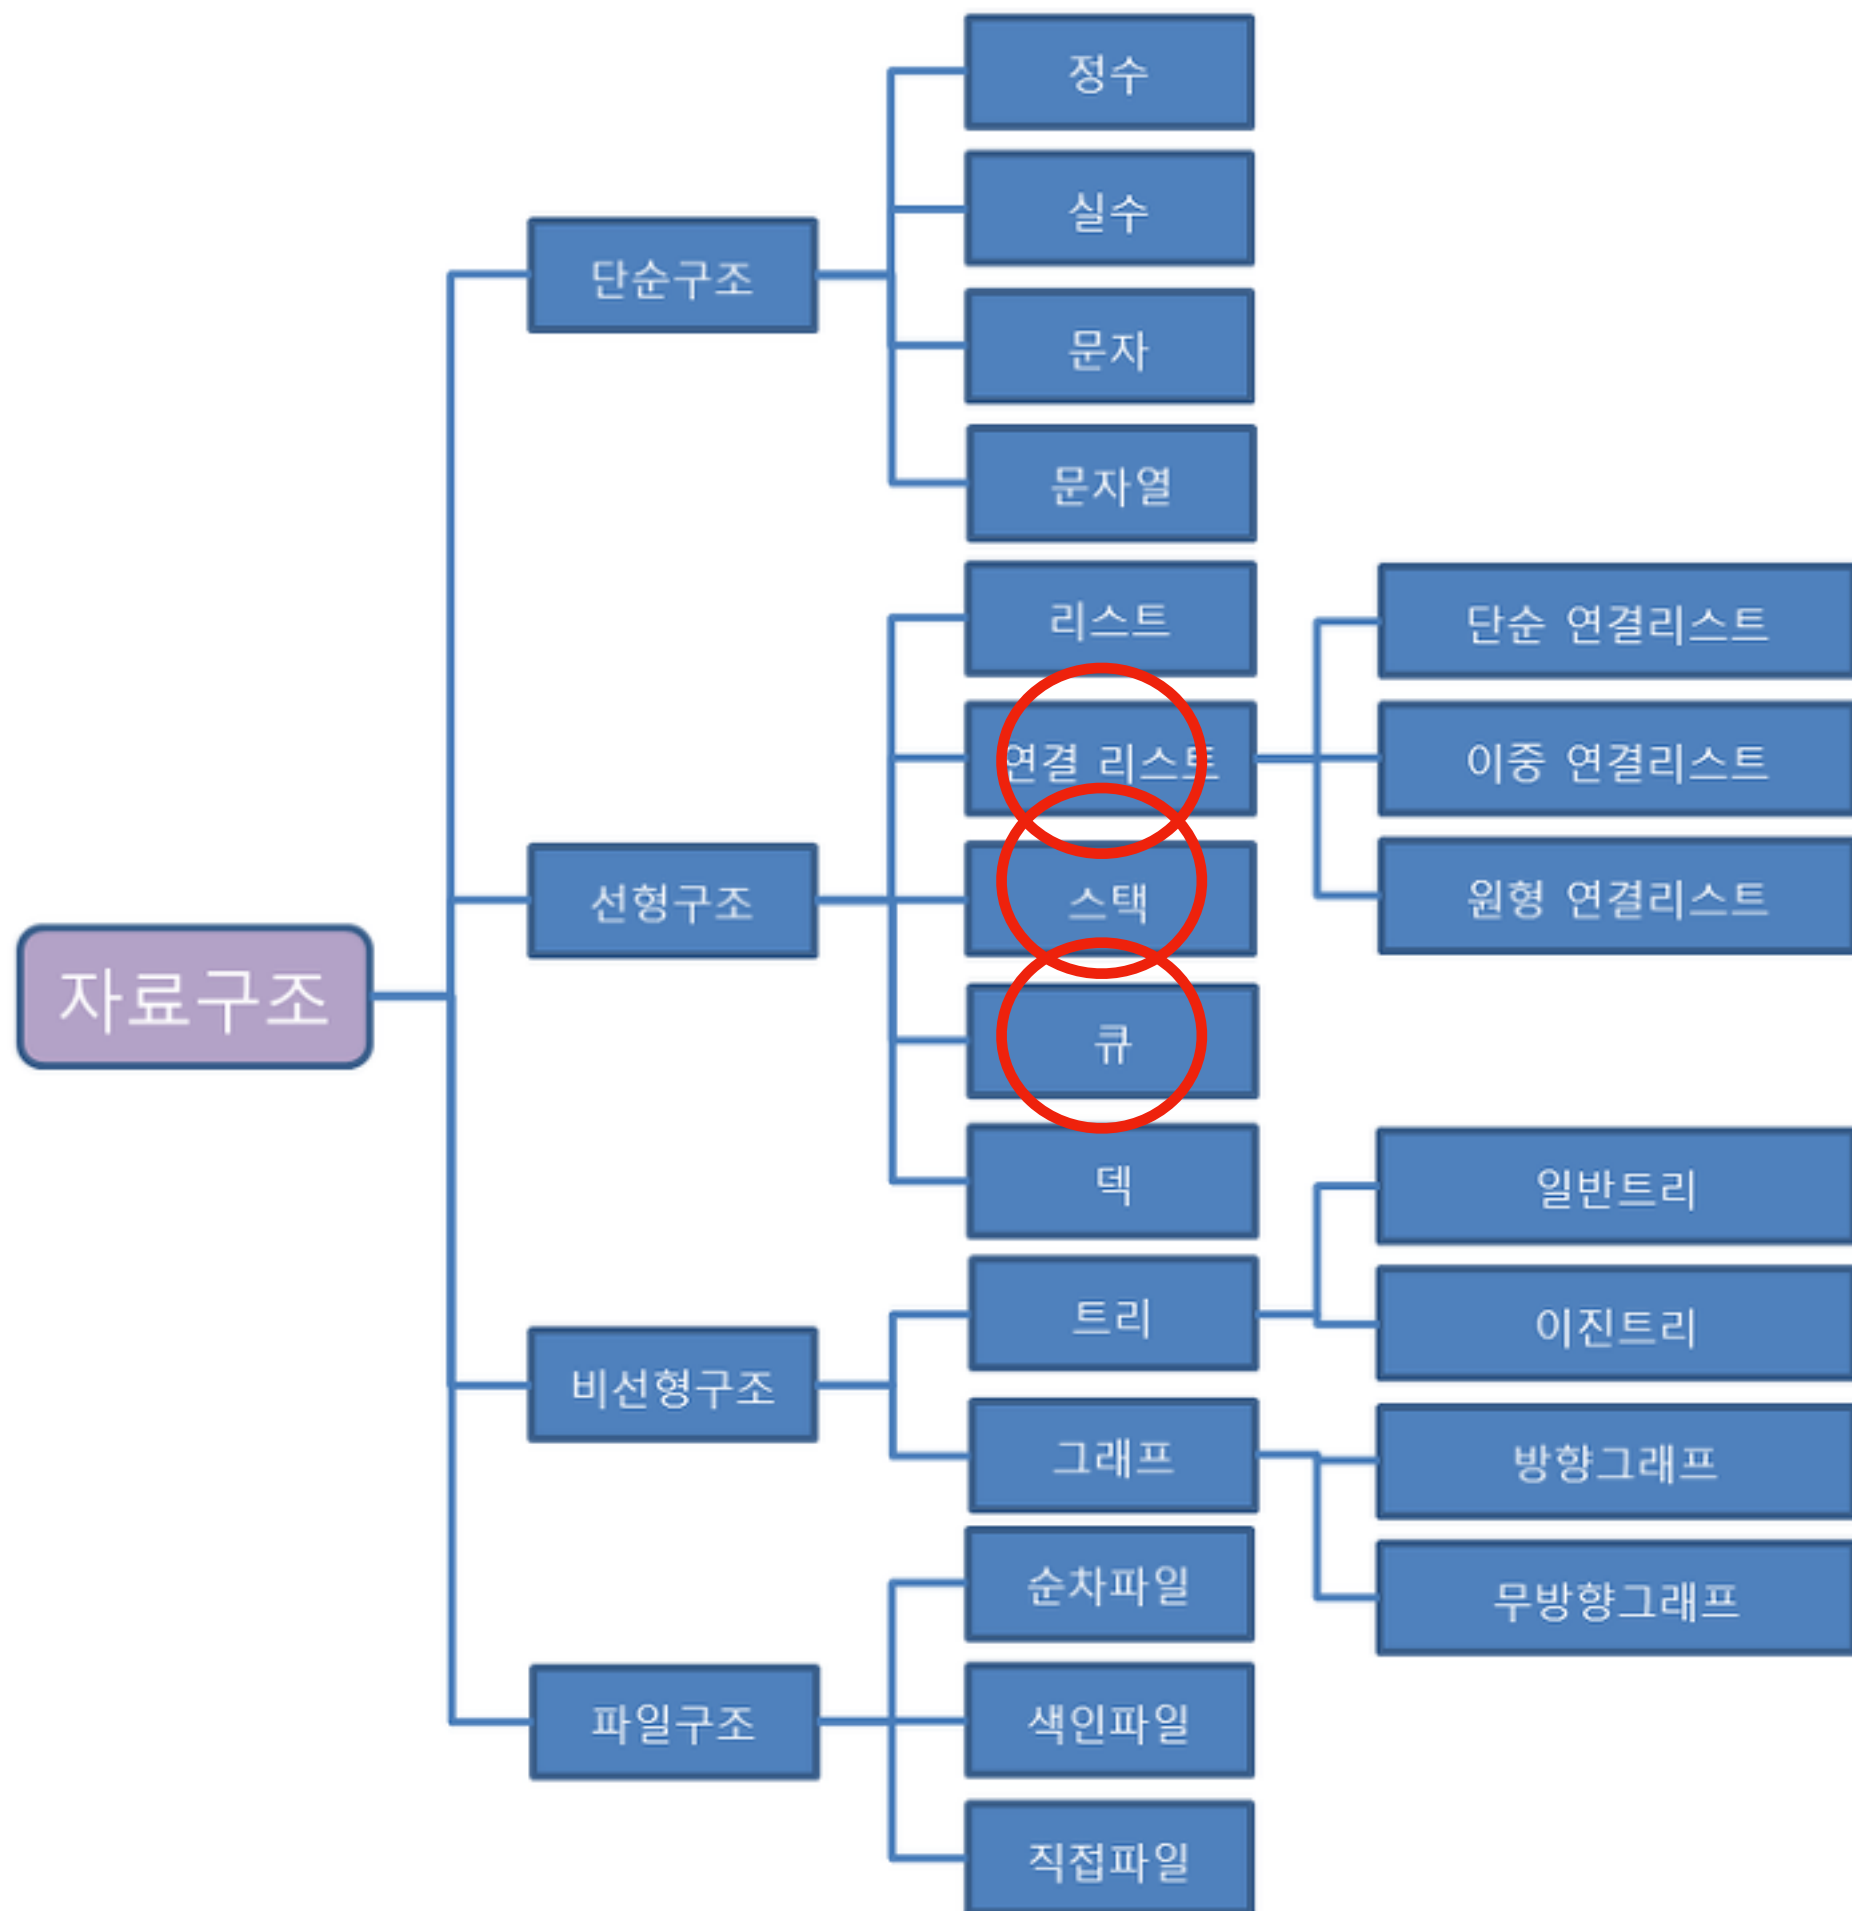 자료구조
단순구조
정수
실수
문자
문자열
선형구조
리스트
연결 리스트
단순 연결리스트
이중 연결리스트
원형 연결리스트
스택
큐
덱
비선형구조
트리
일반트리
이진트리
그래프
방향그래프
무방향그래프
파일구조
순차파일
색인파일
직접파일